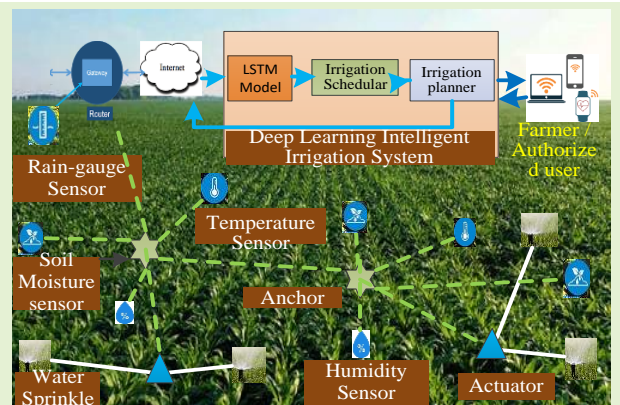 Gateway
Internet
LSTM
Model
Irrigation
Schedular
Irrigation
planner
Router
Deep Learning Intelligent
Irrigation System
Farmer /
Authorize
d user
Rain-gauge
Sensor
Temperature
Sensor
Soil
Moisture
sensor
Anchor
%
%
Water
Sprinkle
Humidity
Sensor
Actuator